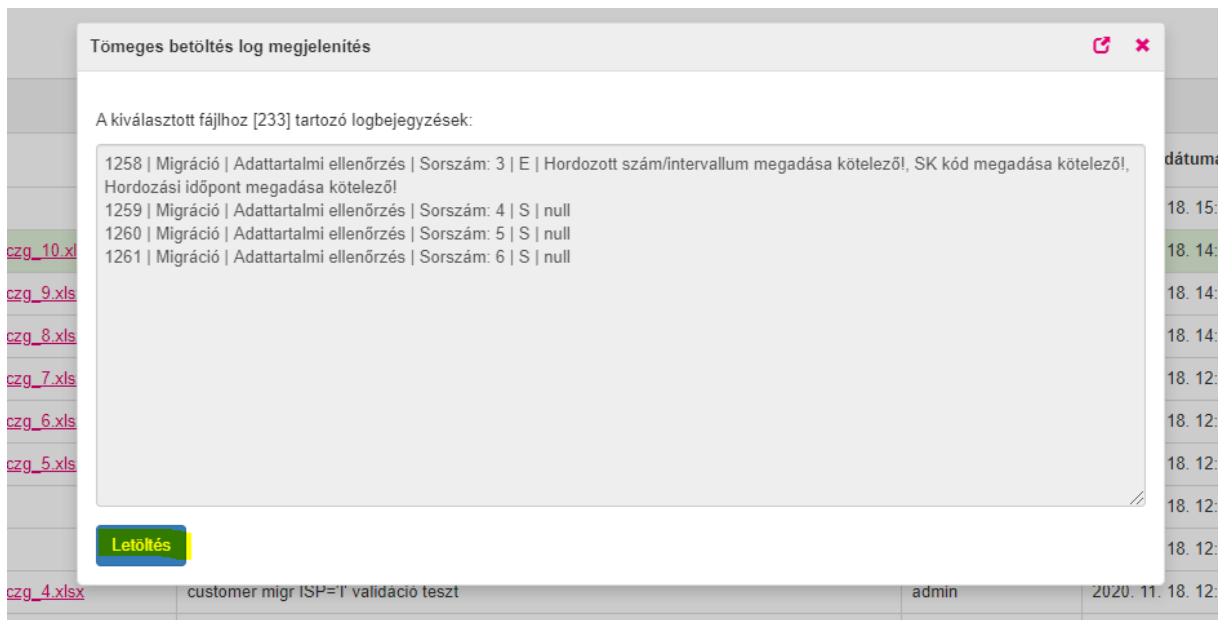 Tömeges betöltés log megjelenítés
A kiválasztott fájlhoz [233] tartozó logbejegyzések:
1258 | Migráció | Adattartalmi ellenőrzés | Sorszám: 3 | E | Hordozott szám/intervallum megadása kötelező!, SK kód megadása kötelező!,
Hordozási időpont megadása kötelező!
1259 | Migráció | Adattartalmi ellenőrzés | Sorszám: 4 | S | null
1260 | Migráció | Adattartalmi ellenőrzés | Sorszám: 5 | S | null
1261 | Migráció | Adattartalmi ellenőrzés | Sorszám: 6 | S | null
Letöltés
dátuma
18. 15:
czg_10.xl 18. 14:
czg_9.xls 18. 14:
czg_8.xls 18. 14:
czg_7.xls 18. 12:
czg_6.xls 18. 12:
czg_5.xls 18. 12:
18. 12:
18. 12:
czg_4.xlsx customer migr ISP='I' validáció teszt admin 2020. 11. 18. 12: